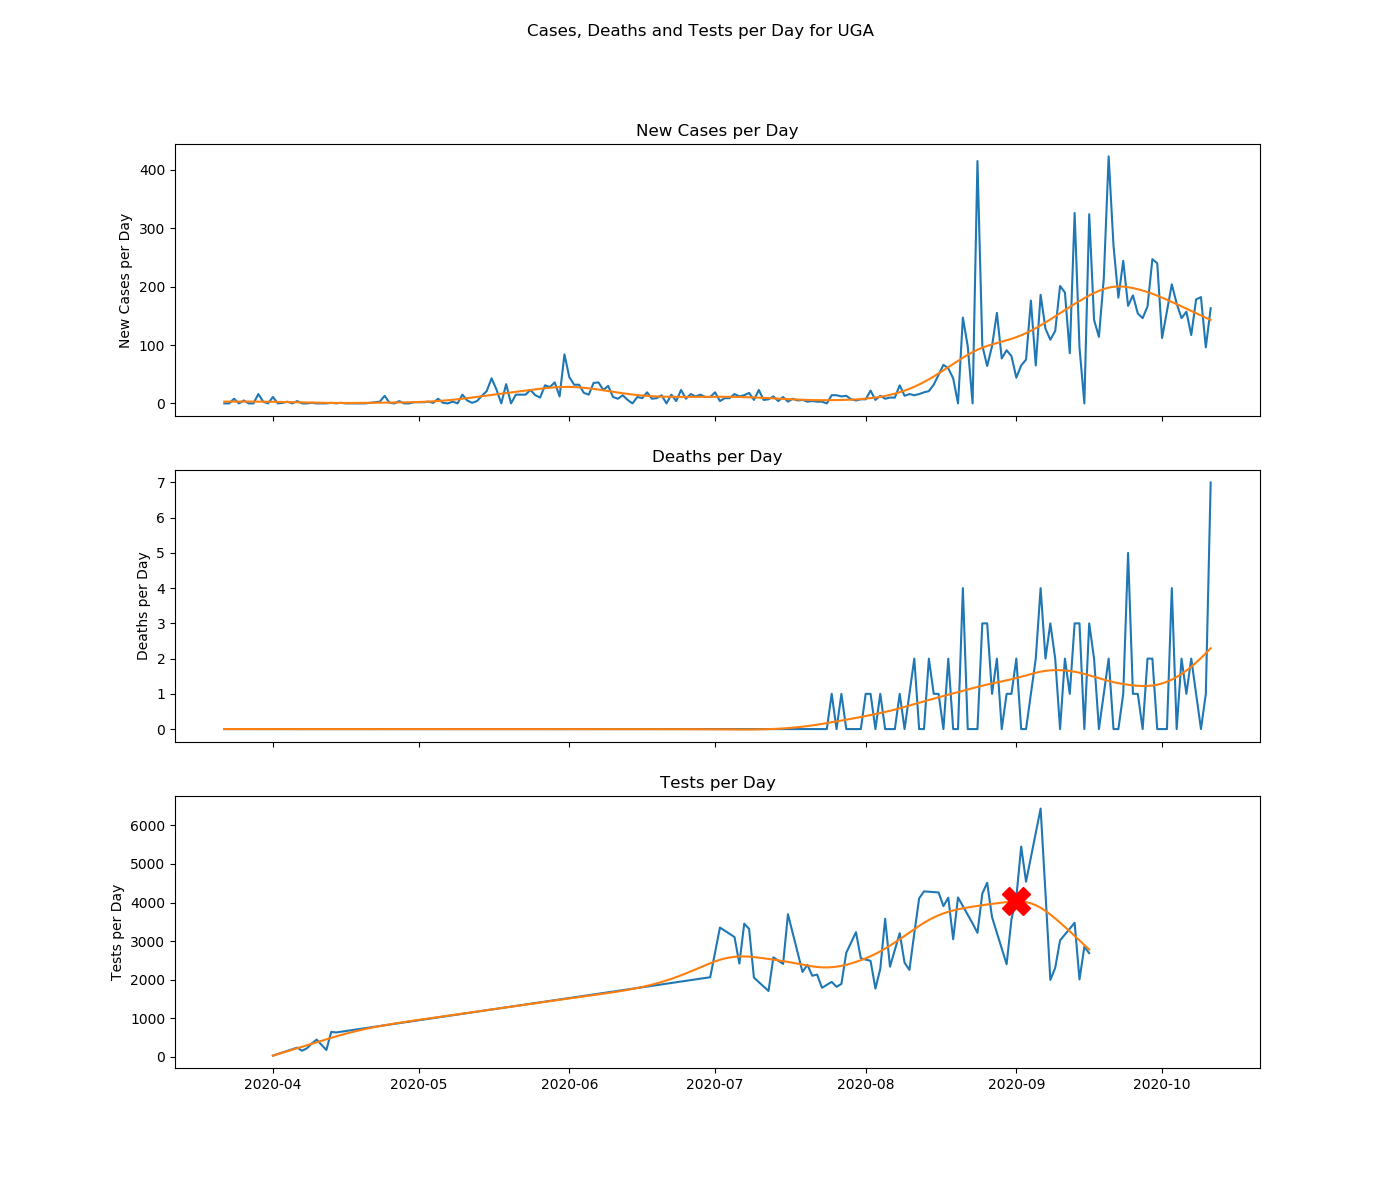 Cases, Deaths and Tests per Day for UGA
New Cases per Day
New Cases per Day
400
300
200
100
0
Deaths per Day
Deaths per Day
7
6
5
4
3
2
1
0
Tests per Day
Tests per Day
6000
5000
4000
3000
2000
1000
0
2020-04 2020-05 2020-06 2020-07 2020-08 2020-09 2020-10